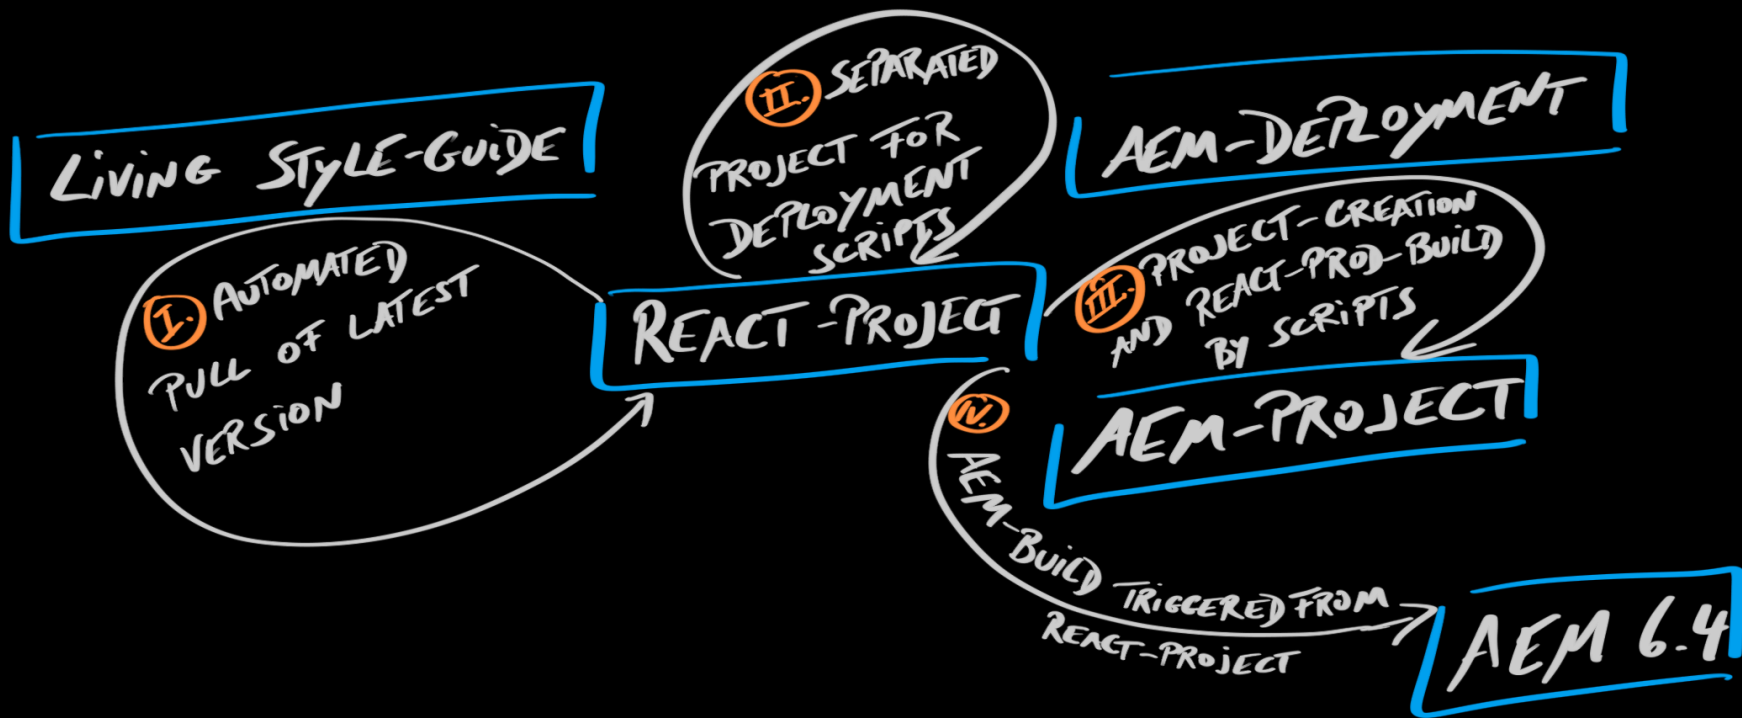 LiViNG STYLE-GUiDE
I. AUTOMATED
PULL OF LATEST
VERSiON
II. SEPARATED
PROJECT FOR
DEPLOYMENT
SCRiPTS
AEM-DEPLOYMENT
REACT-PROJECT
III. PROJECT-CREATION
AND REACT-PROD-BUiLD
BY SCRiPTS
AEM-PROJECT
IV.
AEM-BUiLD TRiGGERED FROM
REACT-PROJECT
AEM 6.4